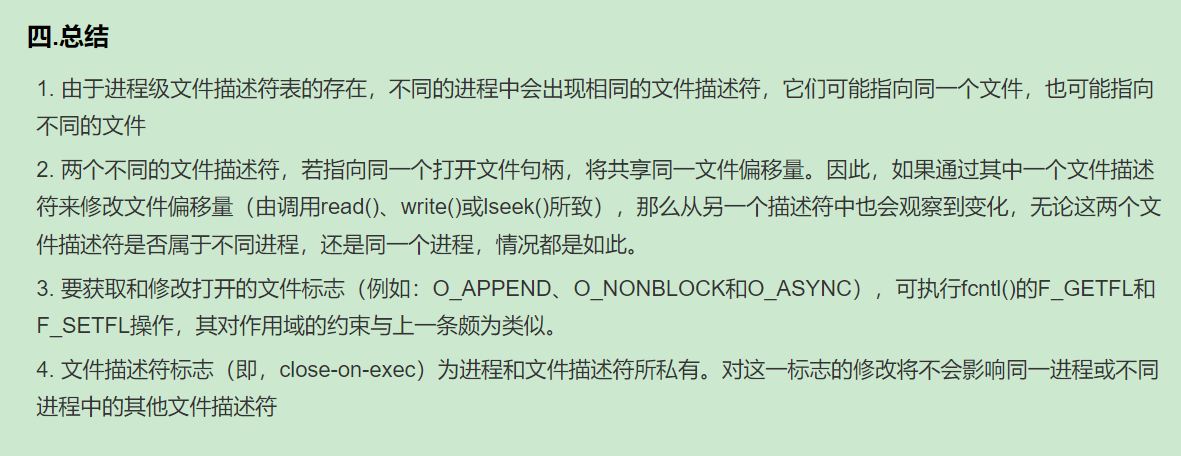 四.总结
1. 由于进程级文件描述符表的存在，不同的进程中会出现相同的文件描述符，它们可能指向同一个文件，也可能指向
不同的文件
2. 两个不同的文件描述符，若指向同一个打开文件句柄，将共享同一文件偏移量。因此，如果通过其中一个文件描述
符来修改文件偏移量（由调用read()、write()或lseek()所致），那么从另一个描述符中也会观察到变化，无论这两个文
件描述符是否属于不同进程，还是同一个进程，情况都是如此。
3. 要获取和修改打开的文件标志（例如：O_APPEND、O_NONBLOCK和O_ASYNC），可执行fcntl()的F_GETFL和
F_SETFL操作，其对作用域的约束与上一条颇为类似。
4. 文件描述符标志（即，close-on-exec）为进程和文件描述符所私有。对这一标志的修改将不会影响同一进程或不同
进程中的其他文件描述符